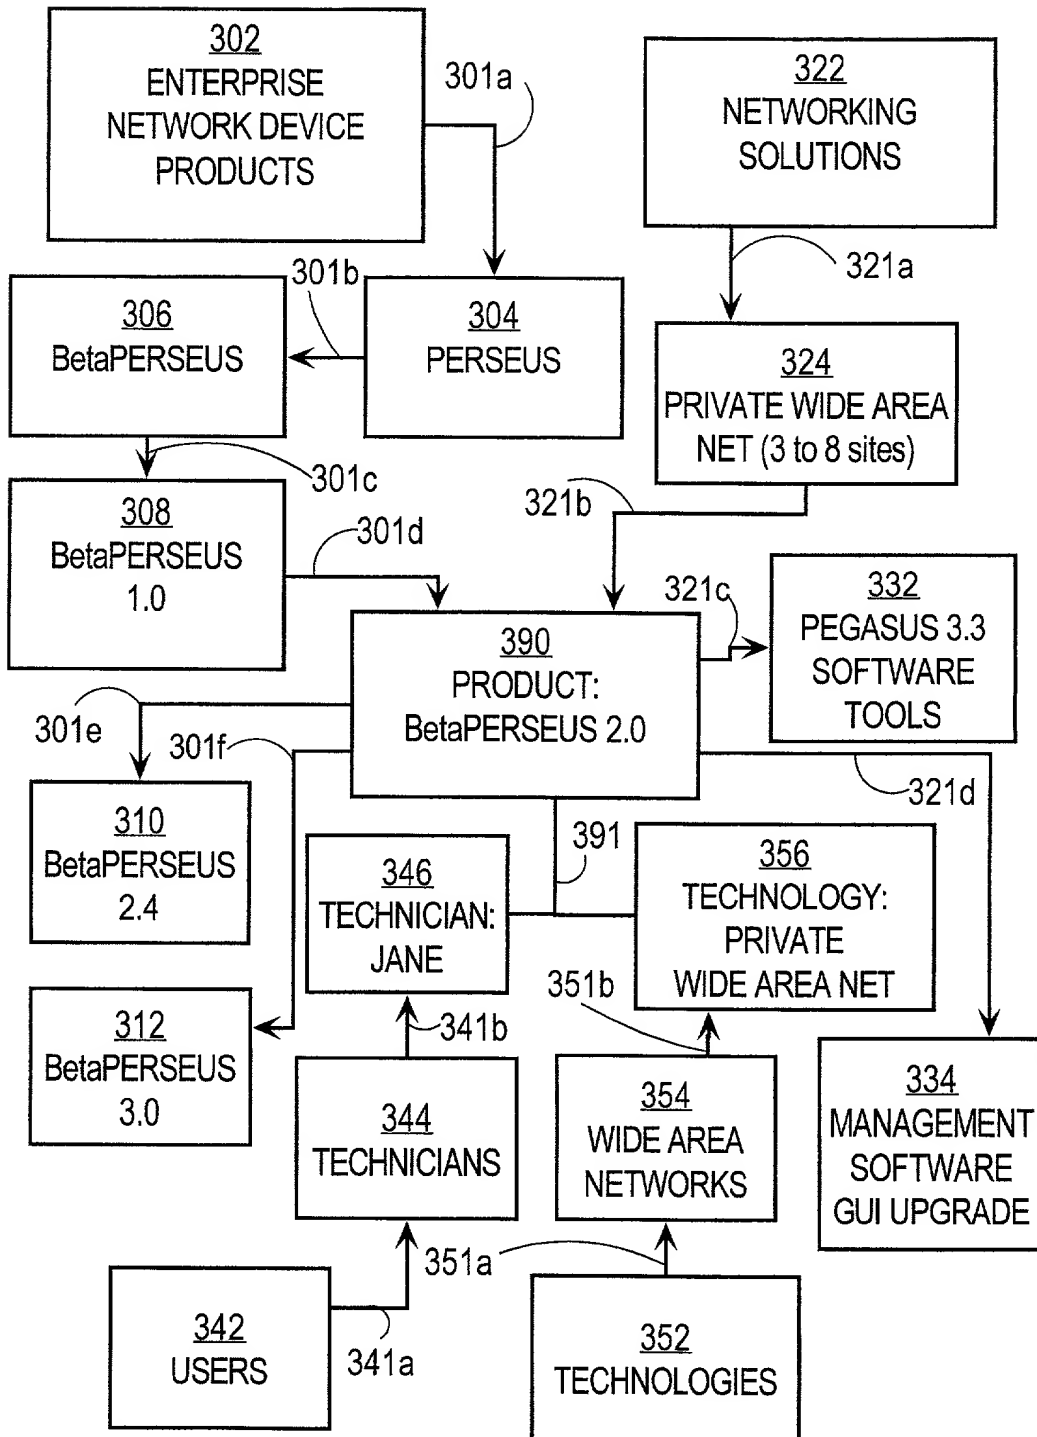 302
ENTERPRISE
NETWORK DEVICE
PRODUCTS
301a
322
NETWORKING
SOLUTIONS
321a
301b
306
BetaPERSEUS
304
PERSEUS
324
PRIVATE WIDE AREA
NET (3 to 8 sites)
301c
308
BetaPERSEUS
1.0
301d
321b
321c
332
PEGASUS 3.3
SOFTWARE
TOOLS
390
PRODUCT:
BetaPERSEUS 2.0
301e
301f
321d
310
BetaPERSEUS
2.4
391
346
TECHNICIAN:
JANE
356
TECHNOLOGY:
PRIVATE
WIDE AREA NET
351b
341b
312
BetaPERSEUS
3.0
344
TECHNICIANS
354
WIDE AREA
NETWORKS
334
MANAGEMENT
SOFTWARE
GUI UPGRADE
351a
342
USERS
341a
352
TECHNOLOGIES